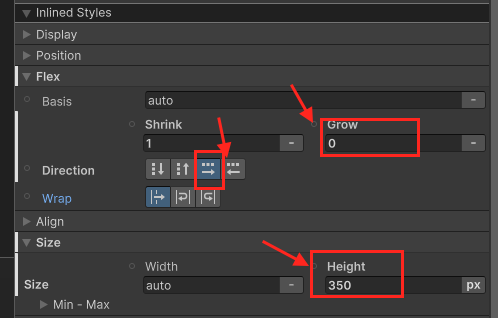 Inlined Styles
Display
Position
Flex
Basis auto -
Shrink Grow
1 - 0 -
Direction
Wrap
Align
Size
Width Height
Size auto - 350 px
Min - Max